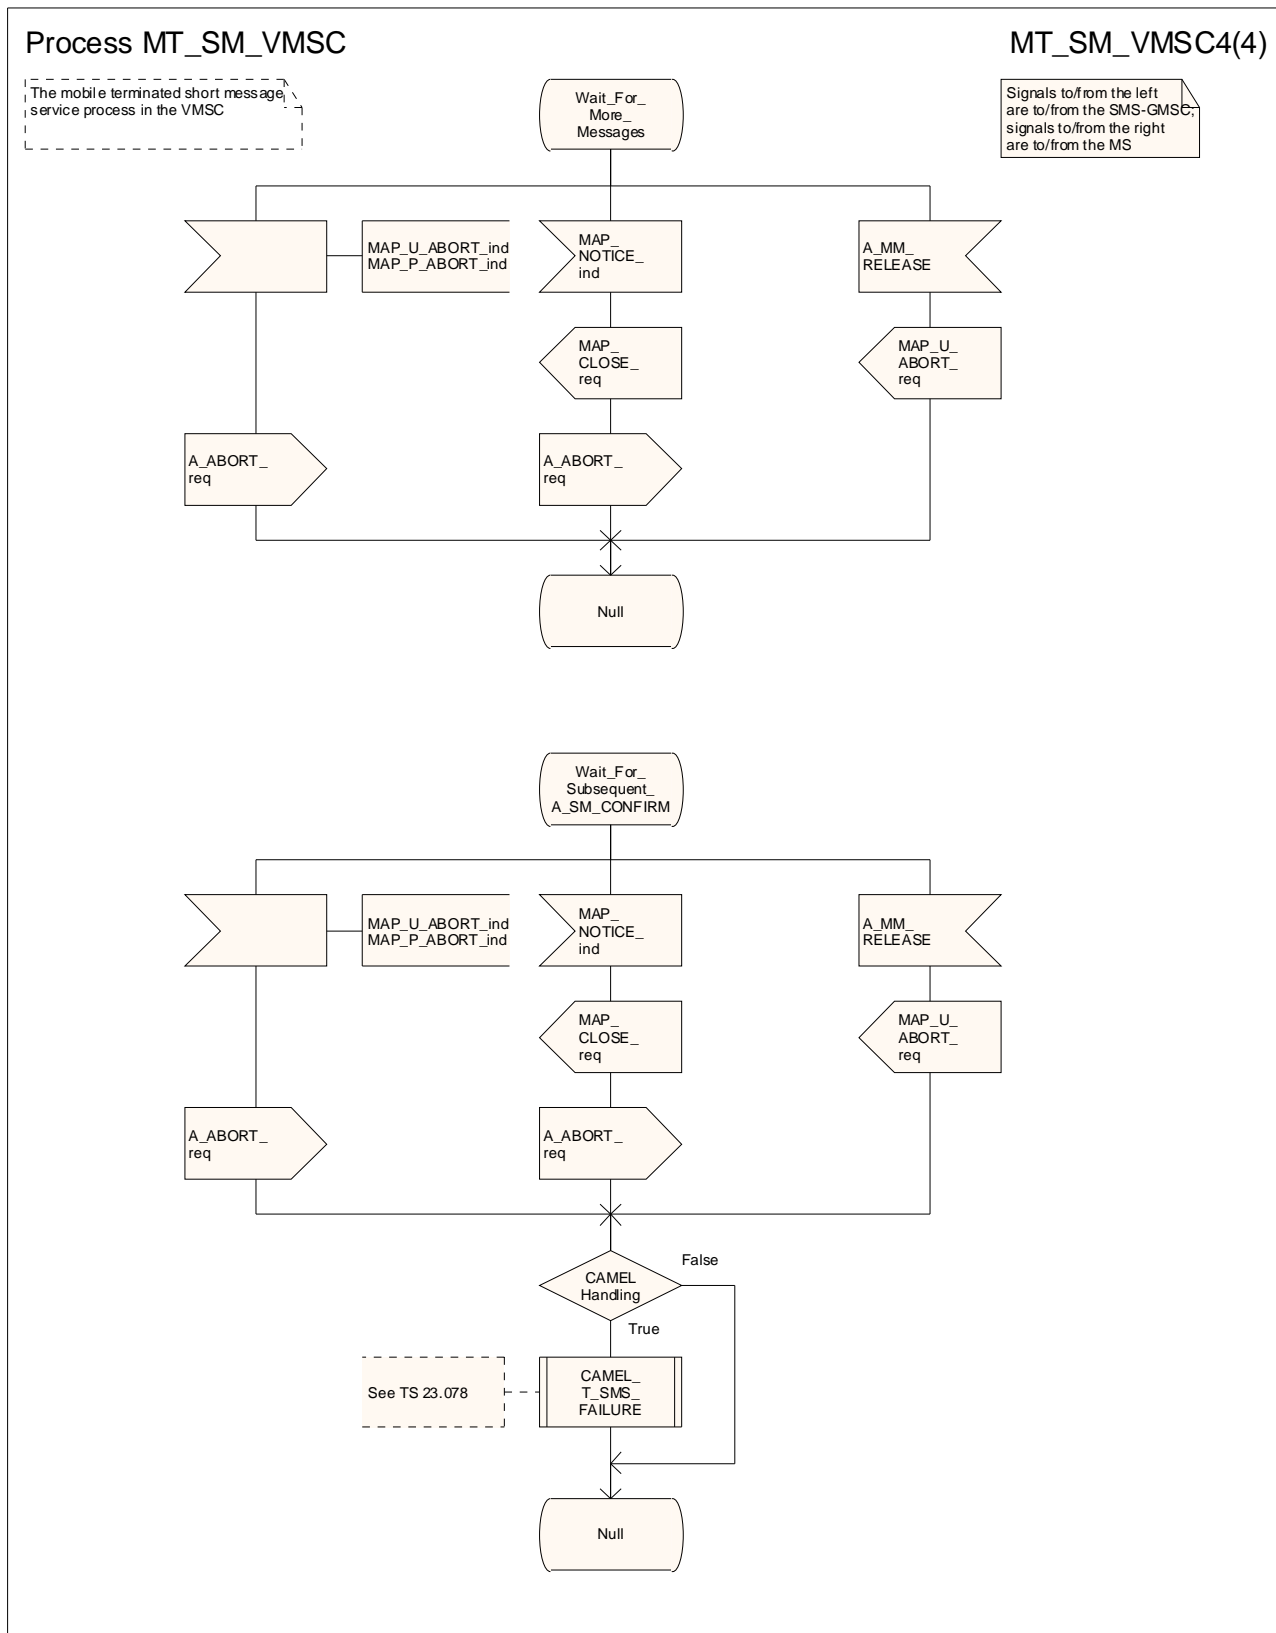 Process MT_SM_VMSC
MT_SM_VMSC4(4)
The mobile terminated short message
service process in the VMSC
Wait_For_
More_
Messages
Signals to/from the left
are to/from the SMS-GMSC;
signals to/from the right
are to/from the MS
MAP_U_ABORT_ind
MAP_P_ABORT_ind
MAP_
NOTICE_
ind
A_MM_
RELEASE
MAP_
CLOSE_
req
MAP_U_
ABORT_
req
A_ABORT_
req
A_ABORT_
req
Null
Wait_For_
Subsequent_
A_SM_CONFIRM
MAP_U_ABORT_ind
MAP_P_ABORT_ind
MAP_
NOTICE_
ind
A_MM_
RELEASE
MAP_
CLOSE_
req
MAP_U_
ABORT_
req
A_ABORT_
req
A_ABORT_
req
False
CAMEL
Handling
True
See TS 23.078
CAMEL_
T_SMS_
FAILURE
Null